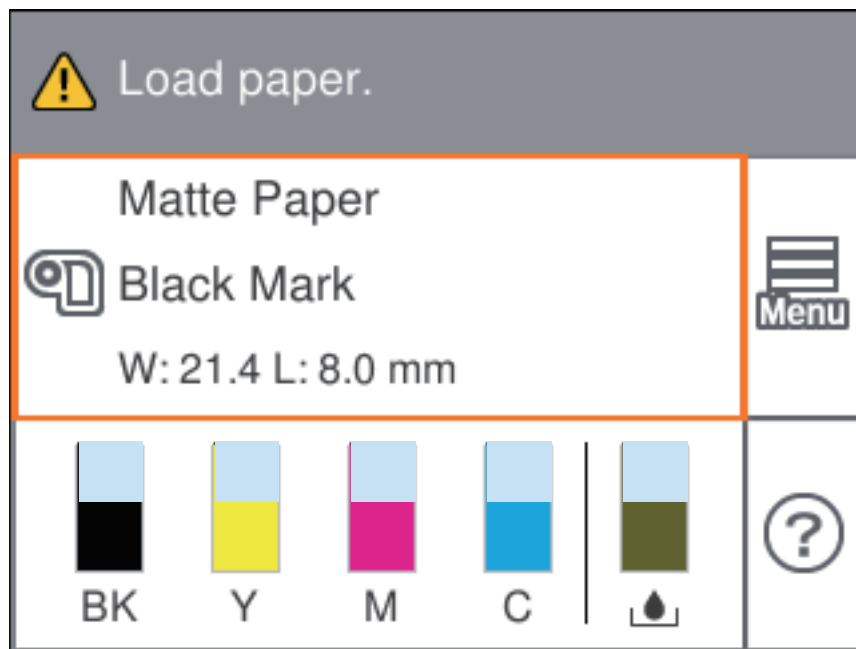 Load paper.
Matte Paper
Black Mark
W: 21.4 L: 8.0 mm
Menu
BK Y M C
?